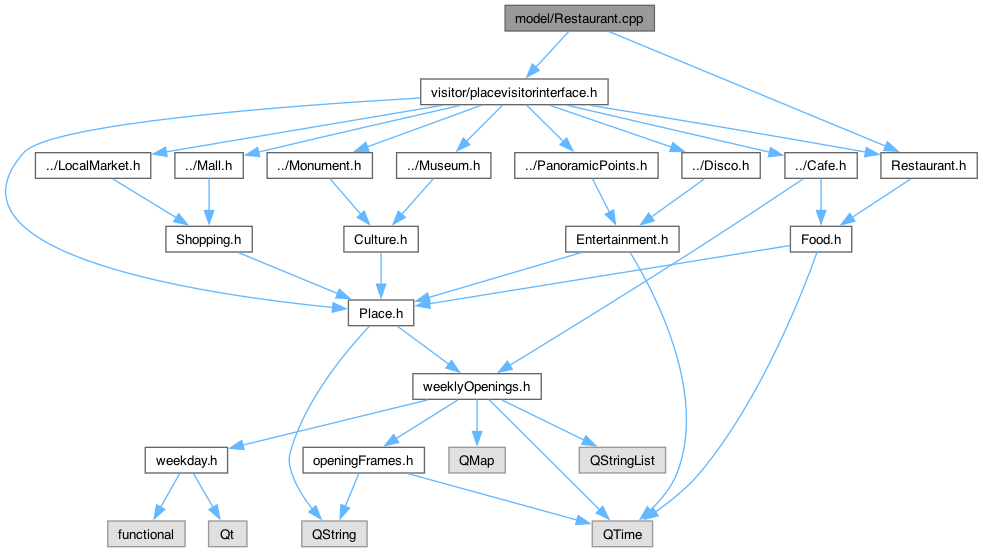 model/Restaurant.cpp
visitor/placevisitorinterface.h
../LocalMarket.h
../Mall.h
../Monument.h
../Museum.h
../PanoramicPoints.h
../Disco.h
../Cafe.h
Restaurant.h
Shopping.h
Culture.h
Entertainment.h
Food.h
Place.h
weeklyOpenings.h
weekday.h
openingFrames.h
QMap
QStringList
functional
Qt
QString
QTime